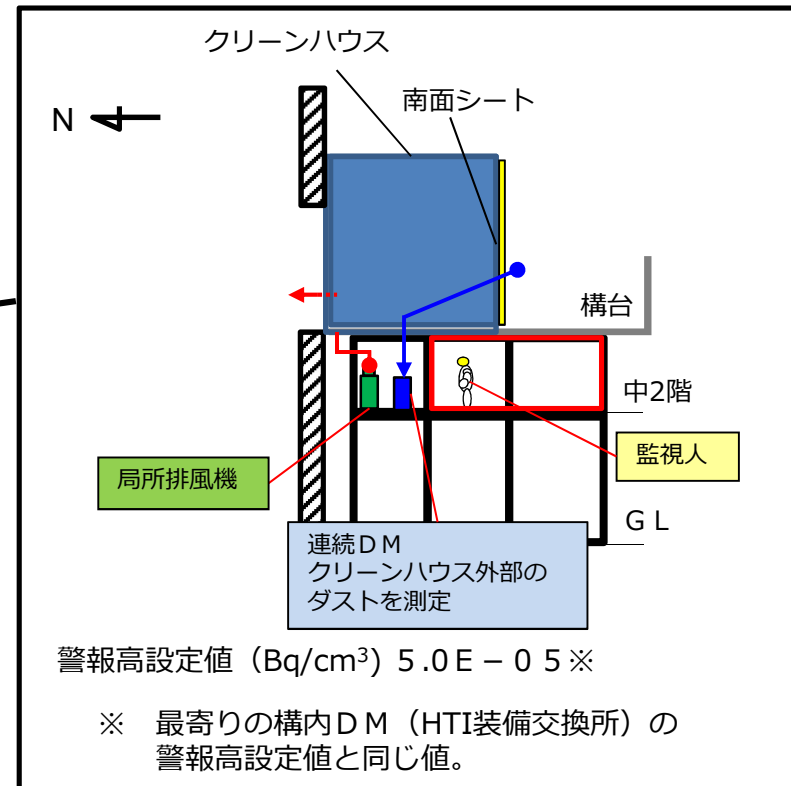 クリーンハウス
南面シート
N
構台
中2階
監視人
局所排風機
GL
連続DM
クリーンハウス外部の
ダストを測定
警報高設定値（Bq/cm³) 5.0E－05※
※　最寄りの構内DM（HTI装備交換所）の
警報高設定値と同じ値。